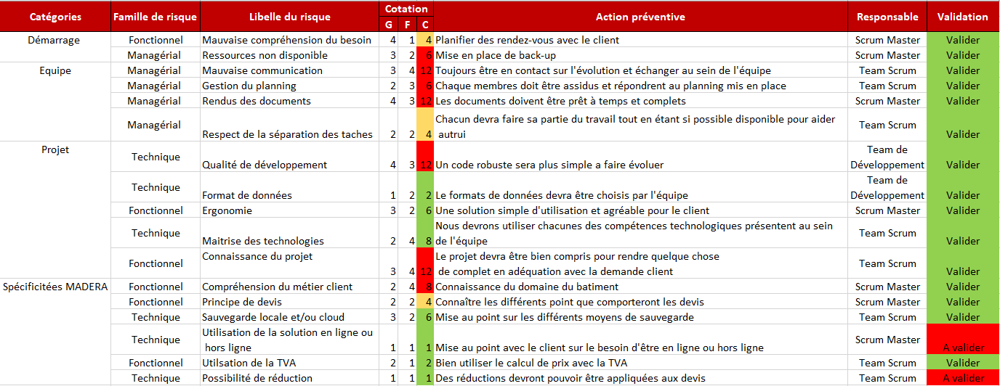 Catégories Famille de risque Libelle du risque Cotation Action préventive Responsable Validation
G F C
Démarrage Fonctionnel Mauvaise compréhension du besoin 4 1 4 Planifier des rendez-vous avec le client Scrum Master Valider
Managérial Ressources non disponible 3 2 6 Mise en place de back-up Scrum Master Valider
Equipe Managérial Mauvaise communication 3 4 12 Toujours être en contact sur l'évolution et échanger au sein de l'équipe Team Scrum Valider
Managérial Gestion du planning 2 3 6 Chaque membres doit être assidus et répondront au planning mis en place Team Scrum Valider
Managérial Rendus des documents 4 3 12 Les documents doivent être prêt à temps et complets Scrum Master Valider
Managérial Chacun devra faire sa partie du travail tout en étant si possible disponible pour aider Team Scrum
Respect de la séparation des taches 2 2 4 autrui Valider
Projet Technique Team de
Qualité de développement 4 3 12 Un code robuste sera plus simple a faire évoluer Développement Valider
Technique Team de
Format de données 1 2 2 Le formats de données devra être choisis par l'équipe Développement Valider
Fonctionnel Ergonomie 3 2 6 Une solution simple d'utilisation et agréable pour le client Scrum Master Valider
Technique Nous devrons utiliser chacunes des compétences technologiques présentent au sein Team Scrum
Maitrise des technologies 2 4 8 de l'équipe Valider
Fonctionnel Connaissance du projet Le projet devra être bien compris pour rendre quelque chose Team Scrum
3 4 12 de complet en adéquation avec la demande client Valider
Spécificitées MADERA Fonctionnel Compréhension du métier client 2 4 8 Connaissance du domaine du batiment Scrum Master Valider
Fonctionnel Principe de devis 2 2 4 Connaître les différents point que comporteront les devis Scrum Master Valider
Technique Sauvegarde locale et/ou cloud 3 2 6 Mise au point sur les différents moyens de sauvegarde Team Scrum Valider
Technique Utilisation de la solution en ligne ou Scrum Master
hors ligne 1 1 1 Mise au point avec le client sur le besoin d'être en ligne ou hors ligne A valider
Fonctionnel Utilsation de la TVA 2 1 2 Bien utiliser le calcul de prix avec la TVA Team Scrum Valider
Technique Possibilité de réduction 1 1 1 Des réductions devront pouvoir être appliquées aux devis Team Scrum A valider